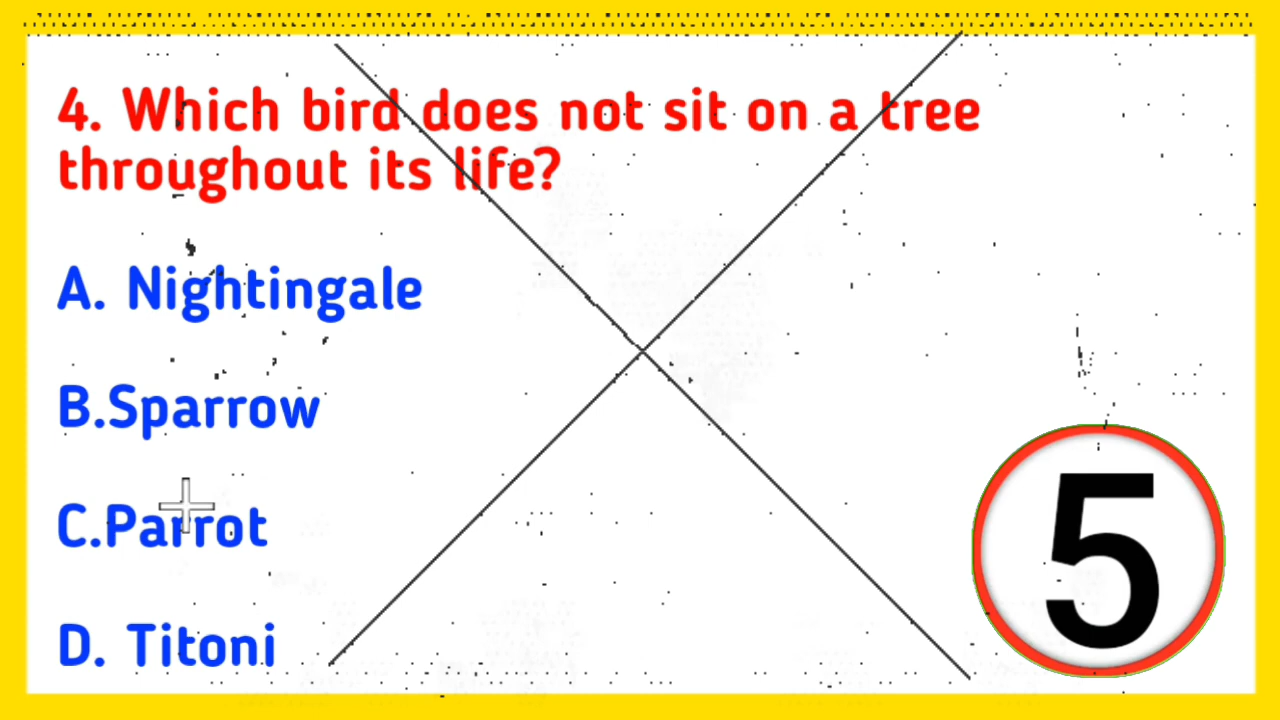 4. Which bird does not sit on a tree
throughout its life?
A. Nightingale
B.Sparrow
C.Parrot
5
D. Titoni